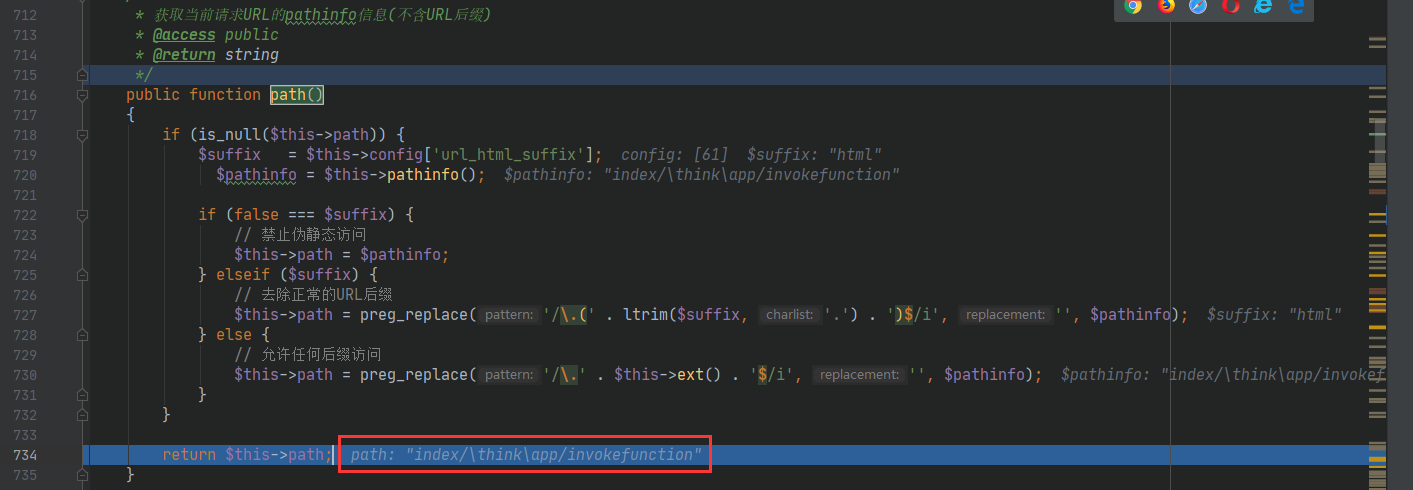 712 * 获取当前请求URL的pathinfo信息(不含URL后缀)
713 * @access public
714 * @return string
715 */
716 public function path()
717 {
718 if (is_null($this->path)) {
719 $suffix   = $this->config['url_html_suffix']; config: [61] $suffix: "html"
720 $pathinfo = $this->pathinfo(); $pathinfo: "index/\think\app/invokefunction"
721
722 if (false === $suffix) {
723 // 禁止伪静态访问
724 $this->path = $pathinfo;
725 } elseif ($suffix) {
726 // 去除正常的URL后缀
727 $this->path = preg_replace( pattern: '/\.(' . ltrim($suffix, charlist: '.') . ')$/i', replacement: '', $pathinfo); $suffix: "html"
728 } else {
729 // 允许任何后缀访问
730 $this->path = preg_replace( pattern: '/\.' . $this->ext() . '$/i', replacement: '', $pathinfo); $pathinfo: "index/\think\app/invokef
731 }
732 }
733
734 return $this->path; path: "index/\think\app/invokefunction"
735 }